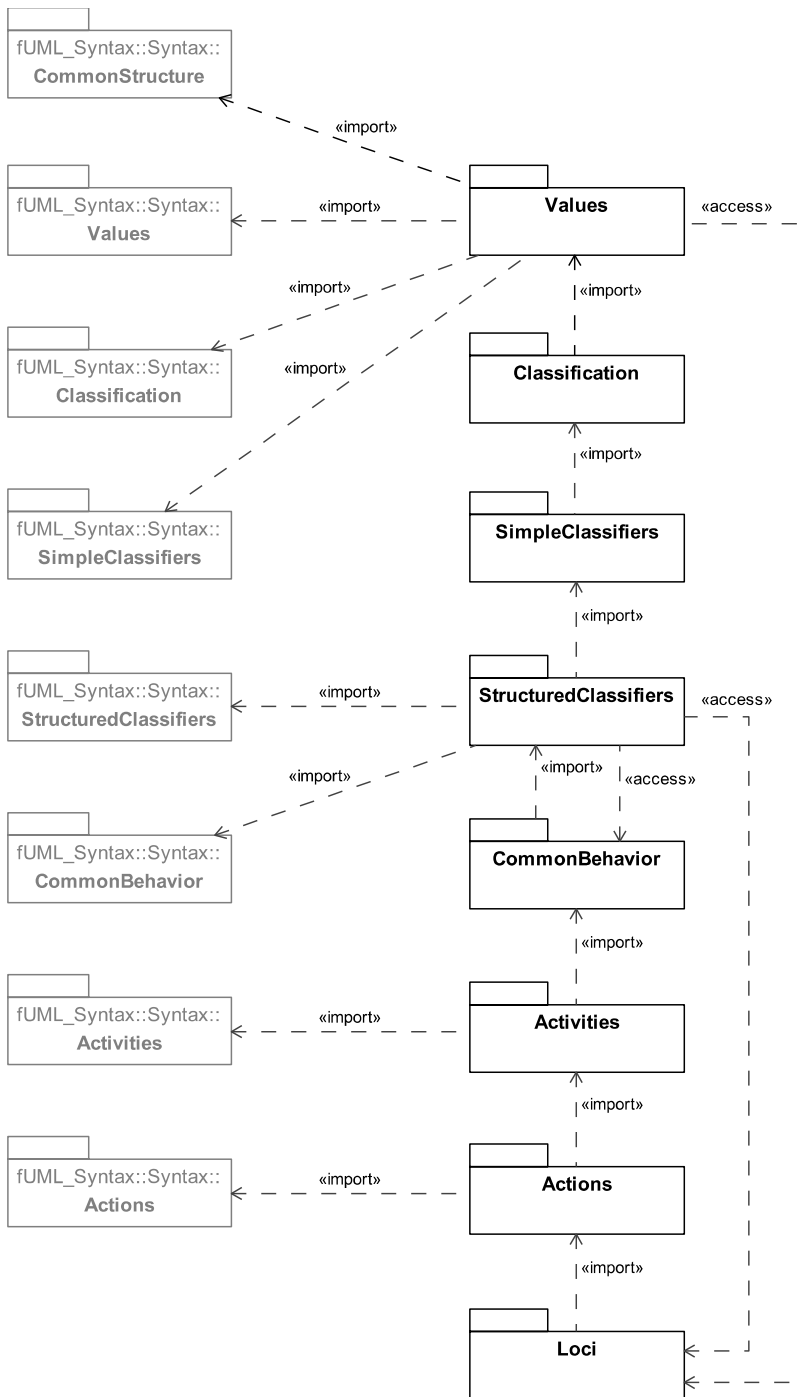 fUML_Syntax::Syntax::
CommonStructure
«import»
fUML_Syntax::Syntax::
Values
«import»
Values
«access»
«import»
«import»
fUML_Syntax::Syntax::
Classification
«import»
Classification
«import»
fUML_Syntax::Syntax::
SimpleClassifiers
SimpleClassifiers
«import»
fUML_Syntax::Syntax::
StructuredClassifiers
«import»
StructuredClassifiers
«access»
«import»
«import»
«access»
fUML_Syntax::Syntax::
CommonBehavior
CommonBehavior
«import»
fUML_Syntax::Syntax::
Activities
«import»
Activities
«import»
fUML_Syntax::Syntax::
Actions
«import»
Actions
«import»
Loci